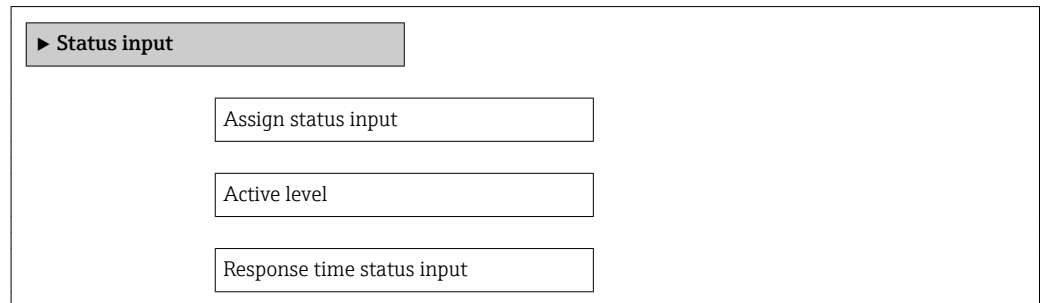 ▶ Status input
Assign status input
Active level
Response time status input